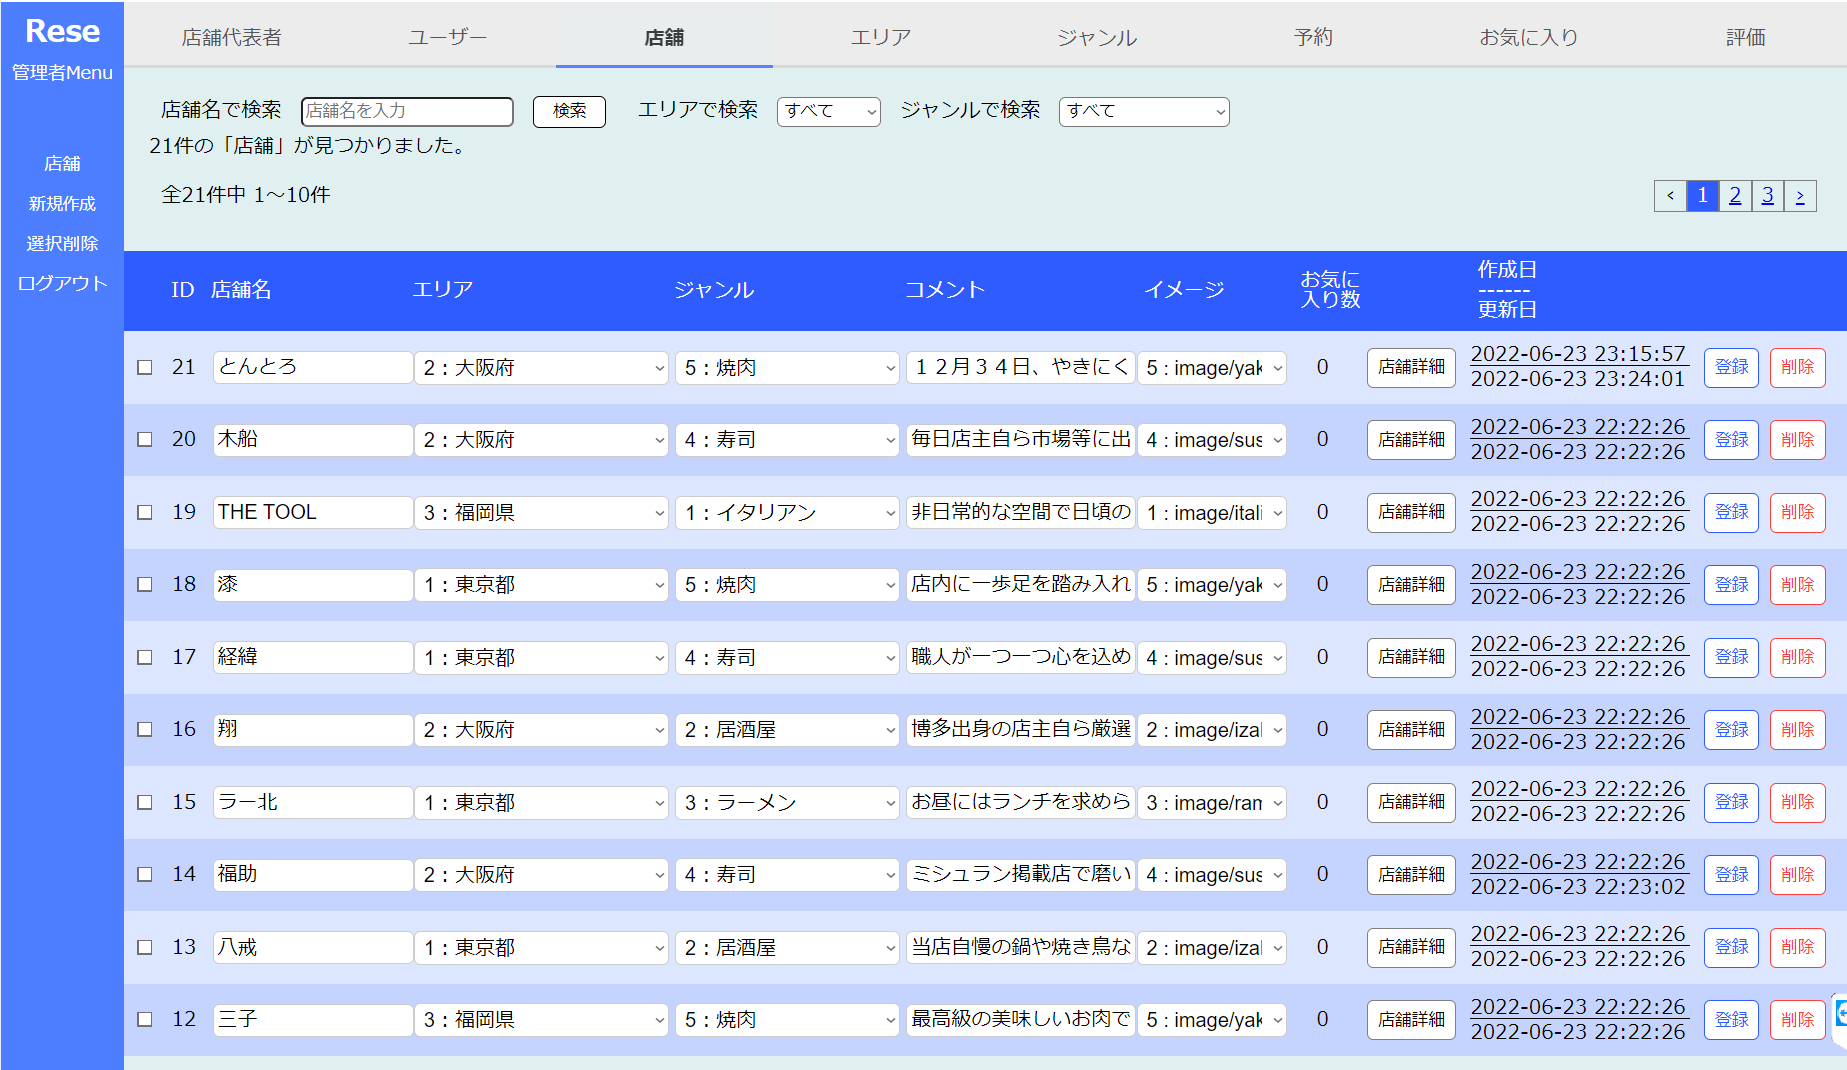 Rese
管理者Menu
店舗
新規作成
選択削除
ログアウト
店舗代表者 ユーザー 店舗 エリア ジャンル 予約 お気に入り 評価
店舗名で検索 店舗名を入力 検索 エリアで検索 すべて ジャンルで検索 すべて
21件の「店舗」が見つかりました。
全21件中 1〜10件
< 1 2 3 >
ID 店舗名 エリア ジャンル コメント イメージ お気に入り数 作成日 ------ 更新日
21 とんとろ 2 : 大阪府 5 : 焼肉 １２月３４日、やきにく 5 : image/yak 0 店舗詳細 2022-06-23 23:15:57 2022-06-23 23:24:01 登録 削除
20 木船 2 : 大阪府 4 : 寿司 毎日店主自ら市場等に出 4 : image/sus 0 店舗詳細 2022-06-23 22:22:26 2022-06-23 22:22:26 登録 削除
19 THE TOOL 3 : 福岡県 1 : イタリアン 非日常的な空間で日頃の 1 : image/itali 0 店舗詳細 2022-06-23 22:22:26 2022-06-23 22:22:26 登録 削除
18 漆 1 : 東京都 5 : 焼肉 店内に一歩足を踏み入れ 5 : image/yak 0 店舗詳細 2022-06-23 22:22:26 2022-06-23 22:22:26 登録 削除
17 経緯 1 : 東京都 4 : 寿司 職人が一つ一つ心を込め 4 : image/sus 0 店舗詳細 2022-06-23 22:22:26 2022-06-23 22:22:26 登録 削除
16 翔 2 : 大阪府 2 : 居酒屋 博多出身の店主自ら厳選 2 : image/izal 0 店舗詳細 2022-06-23 22:22:26 2022-06-23 22:22:26 登録 削除
15 ラー北 1 : 東京都 3 : ラーメン お昼にはランチを求めら 3 : image/ram 0 店舗詳細 2022-06-23 22:22:26 2022-06-23 22:22:26 登録 削除
14 福助 2 : 大阪府 4 : 寿司 ミシュラン掲載店で磨い 4 : image/sus 0 店舗詳細 2022-06-23 22:22:26 2022-06-23 22:23:02 登録 削除
13 八戒 1 : 東京都 2 : 居酒屋 当店自慢の鍋や焼き鳥な 2 : image/izal 0 店舗詳細 2022-06-23 22:22:26 2022-06-23 22:22:26 登録 削除
12 三子 3 : 福岡県 5 : 焼肉 最高級の美味しいお肉で 5 : image/yak 0 店舗詳細 2022-06-23 22:22:26 2022-06-23 22:22:26 登録 削除